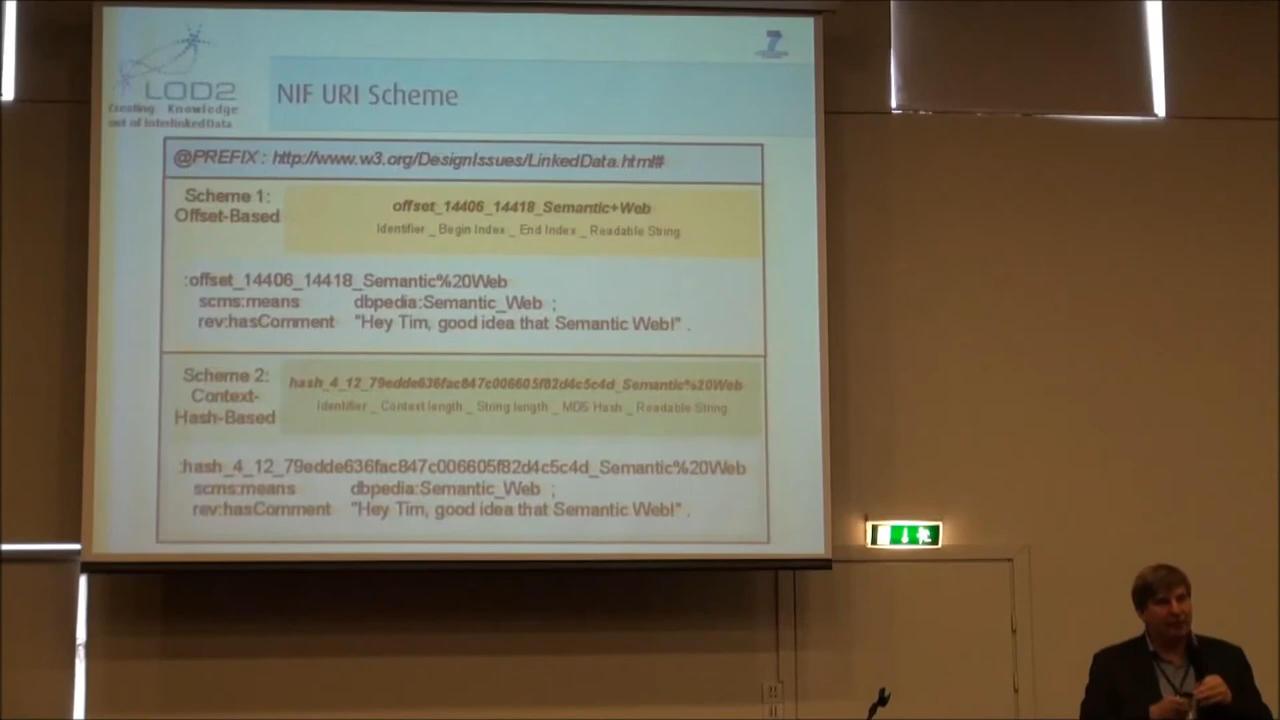 LOD2
Creating Knowledge
out of Interlinked Data
7
NIF URI Scheme
@PREFIX : http://www.w3.org/DesignIssues/LinkedData.html#
Scheme 1:
Offset-Based
offset_14406_14418_Semantic+Web
Identifier _ Begin Index _ End Index _ Readable String
:offset_14406_14418_Semantic%20Web
scms:means dbpedia:Semantic_Web ;
rev:hasComment "Hey Tim, good idea that Semantic Web!" .
Scheme 2:
Context-
Hash-Based
hash_4_12_79edde636fac847c006605f82d4c5c4d_Semantic%20Web
Identifier _ Context length _ String length _ MD5 Hash _ Readable String
:hash_4_12_79edde636fac847c006605f82d4c5c4d_Semantic%20Web
scms:means dbpedia:Semantic_Web ;
rev:hasComment "Hey Tim, good idea that Semantic Web!" .